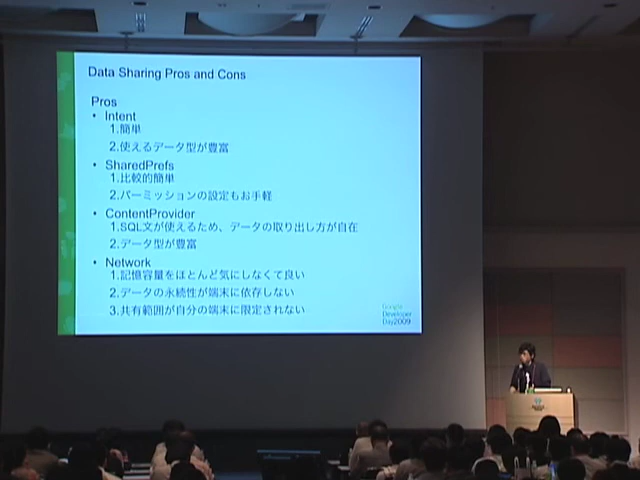 Data Sharing Pros and Cons
Pros
• Intent
1.簡単
2.使えるデータ型が豊富
• SharedPrefs
1.比較的簡単
2.パーミッションの設定もお手軽
• ContentProvider
1.SQL文が使えるため、データの取り出し方が自在
2.データ型が豊富
• Network
1.記憶容量をほとんど気にしなくて良い
2.データの永続性が端末に依存しない
3.共有範囲が自分の端末に限定されない
Google
Developer
Day2009